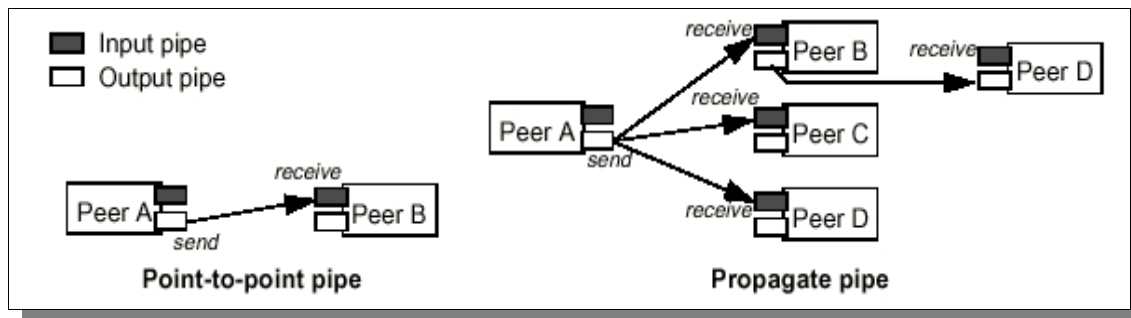 Input pipe
Output pipe
Peer A
send
receive
Peer B
Point-to-point pipe
Peer A
send
receive
Peer B
receive
Peer D
receive
Peer C
receive
Peer D
Propagate pipe